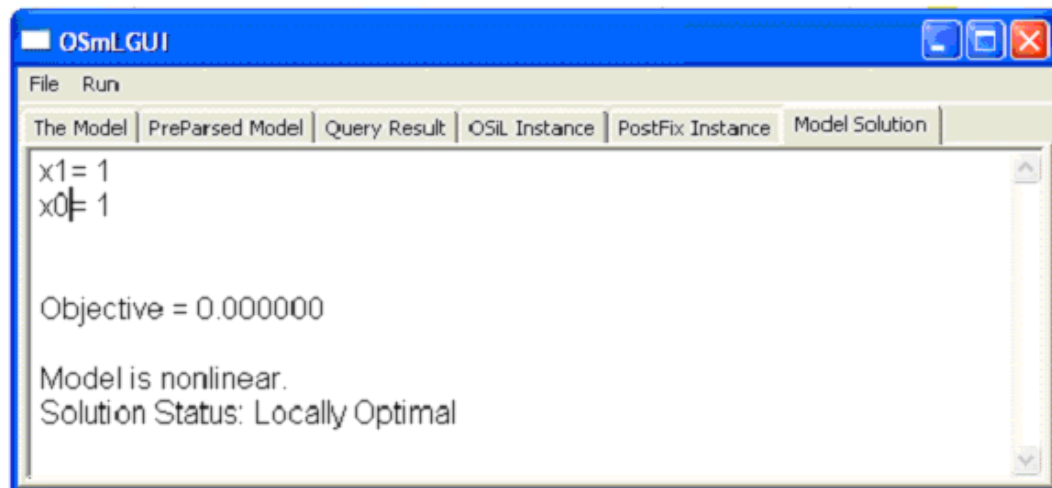 OSmLGUI
File Run
The Model PreParsed Model Query Result OSiL Instance PostFix Instance Model Solution
x1= 1
x0= 1
Objective = 0.000000
Model is nonlinear.
Solution Status: Locally Optimal